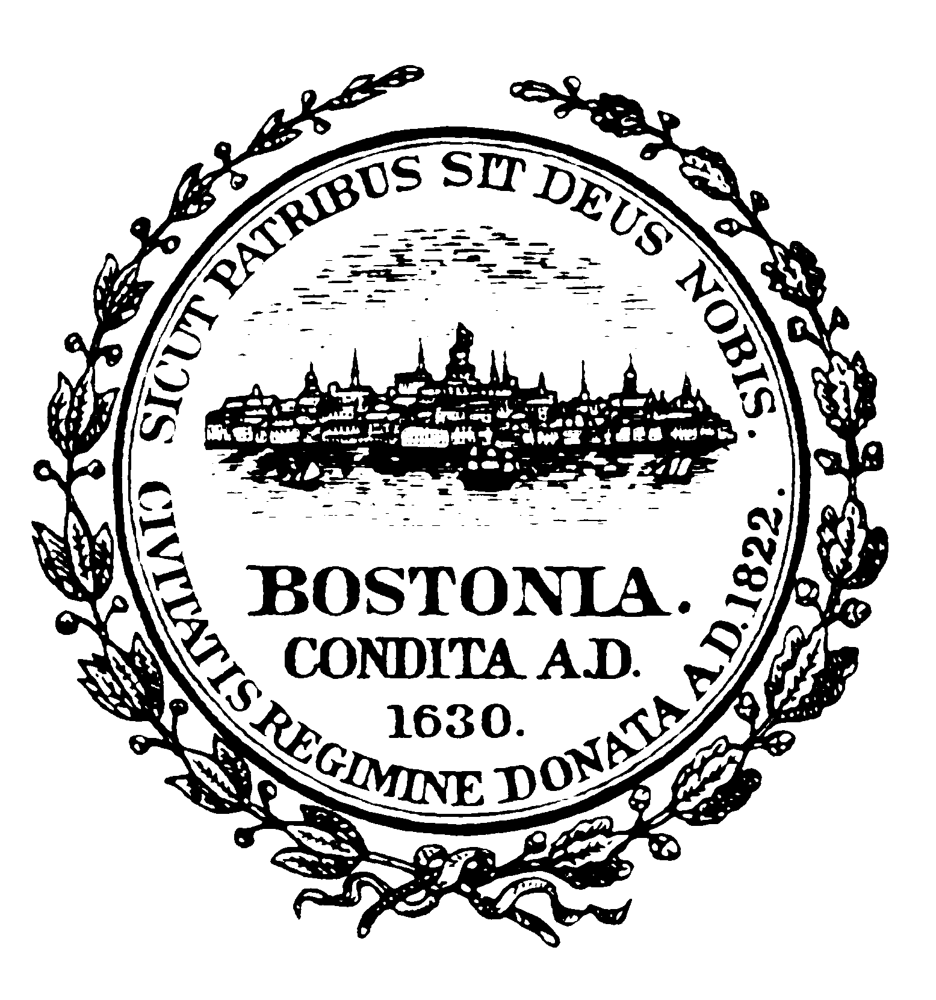 SICUT PATRIBUS SIT DEUS NOBIS.
BOSTONIA.
CONDITA A.D.
1630.
CIVITATIS REGIMINE DONATA A.D. 1822.